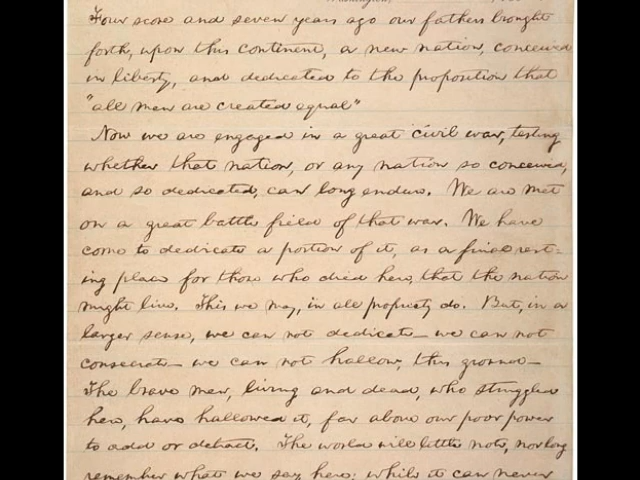 Four score and seven years ago our fathers brought
forth, upon this continent, a new nation, conceived
in liberty, and dedicated to the proposition that
"all men are created equal"
Now we are engaged in a great civil war, testing
whether that nation, or any nation so conceived,
and so dedicated, can long endure. We are met
on a great battle field of that war. We have
come to dedicate a portion of it, as a final rest-
ing place for those who died here, that the nation
might live. This we may, in all propriety do. But, in a
larger sense, we can not dedicate — we can not
consecrate — we can not hallow, this ground —
The brave men, living and dead, who struggled
here, have hallowed it, far above our poor power
to add or detract. The world will little note, nor long
remember what we say here; while it can never